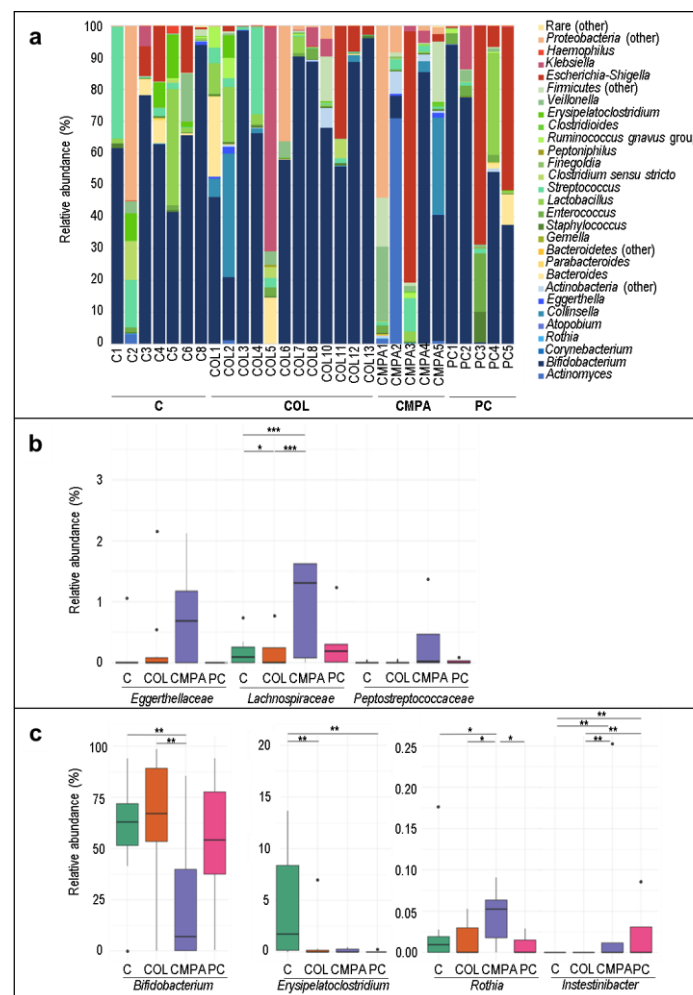 a
Relative abundance (%)
100
90
80
70
60
50
40
30
20
10
0
C1
C2
C3
C4
C5
C6
C8
COL1
COL2
COL3
COL4
COL5
COL6
COL7
COL8
COL10
COL11
COL12
COL13
CMPA1
CMPA2
CMPA3
CMPA4
CMPA5
PC1
PC2
PC3
PC4
PC5
C
COL
CMPA
PC
Rare (other)
Proteobacteria (other)
Haemophilus
Klebsiella
Escherichia-Shigella
Firmicutes (other)
Veillonella
Erysipelatoclostridium
Clostridioides
Ruminococcus gnavus group
Peptoniphilus
Finegoldia
Clostridium sensu stricto
Streptococcus
Lactobacillus
Enterococcus
Staphylococcus
Gemella
Bacteroidetes (other)
Parabacteroides
Bacteroides
Actinobacteria (other)
Eggerthella
Collinsella
Atopobium
Rothia
Corynebacterium
Bifidobacterium
Actinomyces
b
Relative abundance (%)
3
2
1
0
***
* ***
C COL CMPA PC C COL CMPA PC C COL CMPA PC
Eggerthellaceae Lachnospiraceae Peptostreptococcaceae
c
Relative abundance (%)
100
75
50
25
0
**
**
C COL CMPA PC
Bifidobacterium
20
15
10
5
0
**
**
C COL CMPA PC
Erysipelatoclostridium
0.25
0.20
0.15
0.10
0.05
0.00
*
* *
**
** **
**
C COL CMPA PC C COL CMPA PC
Rothia Instestinibacter